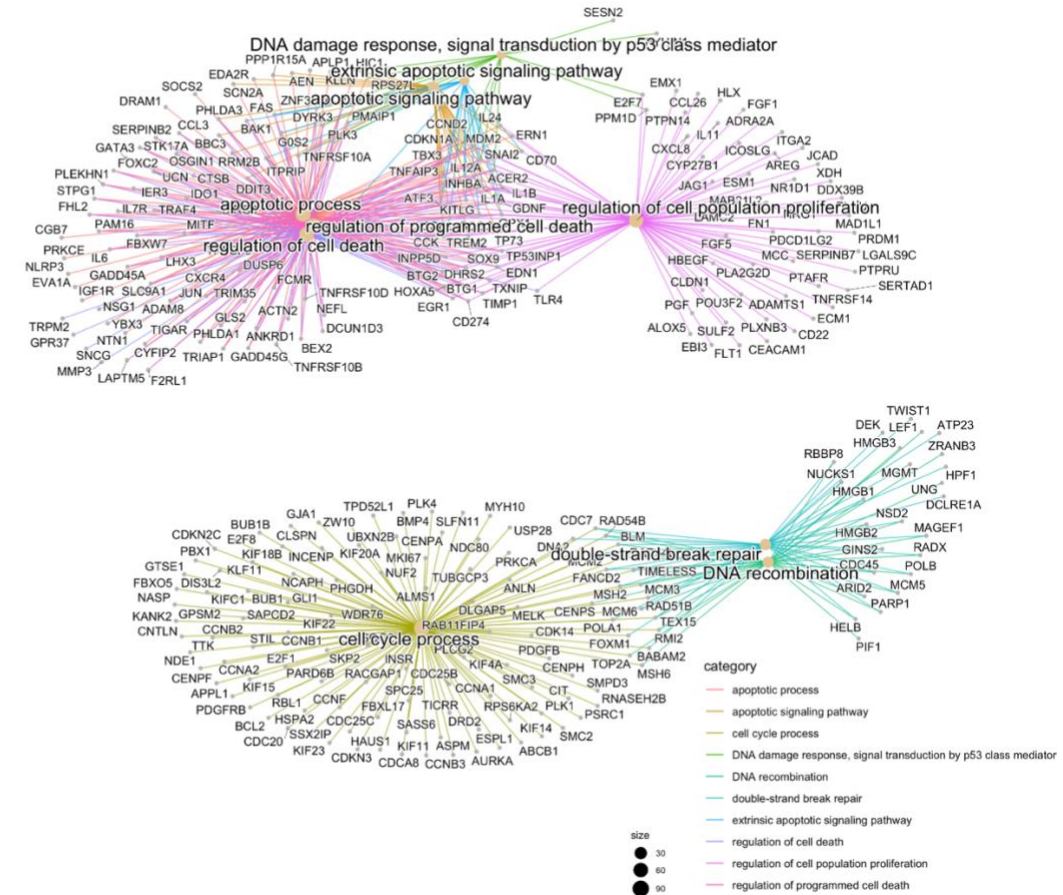 SESN2
DNA damage response, signal transduction by p53 class mediator
PPP1R15A APLP1 HIC1
extrinsic apoptotic signaling pathway
EDA2R AEN KLLN RPS27L
SOCS2 SCN2A
apoptotic signaling pathway
DRAM1 PHLDA3 FAS
DYRK3 PMAIP1
CCL3 BAK1 PLK3
SERPINB2
GATA3 STK17A BBC3 G0S2
FOXC2 OSGIN1 RRM2B TNFRSF10A
PLEKHN1 UCN CTSB ITPRIP
STPG1 IER3 IDO1 DDIT3
FHL2 IL7R TRAF4 apoptotic process
CGB7 PAM16 MITF
regulation of programmed cell death
PRKCE FBXW7 regulation of cell death
NLRP3 IL6 LHX3 DUSP6
EVA1A GADD45A CXCR4 FCMR
IGF1R SLC9A1 JUN TRIM35 TNFRSF10D
NSG1 ADAM8 GLS2 ACTN2 NEFL
TRPM2 YBX3 TIGAR PHLDA1 ANKRD1 DCUN1D3
GPR37 NTN1
SNCG CYFIP2 TRIAP1 GADD45G BEX2
MMP3 LAPTM5 F2RL1 TNFRSF10B
CCND2 IL24
CDKN1A MDM2 ERN1
TBX3 SNAI2 CD70
TNFAIP3 IL12A ACER2
INHBA IL1B
ATF3 IL1A
KITLG GDNF
CCK TREM2 TP73
INPP5D SOX9 TP53INP1
BTG2 DHRS2 EDN1
HOXA5 BTG1 TXNIP
EGR1 TIMP1 TLR4
CD274
EMX1
E2F7 CCL26 HLX
PPM1D PTPN14 FGF1
IL11 ADRA2A
CXCL8 ICOSLG ITGA2
CYP27B1 AREG JCAD
JAG1 ESM1 NR1D1 XDH
DDX39B
regulation of cell population proliferation
LAMC2 FN1 MAD1L1
FGF5 PDCD1LG2 PRDM1
HBEGF MCC SERPINB7 LGALS9C
PLA2G2D PTAFR PTPRU
CLDN1 SERTAD1
PGF POU3F2 ADAMTS1 TNFRSF14
ALOX5 SULF2 PLXNB3 ECM1
EBI3 FLT1 CEACAM1 CD22
TWIST1
DEK LEF1 ATP23
HMGB3 ZRANB3
RBBP8
NUCKS1 MGMT HPF1
HMGB1 UNG
DCLRE1A
NSD2
HMGB2 MAGEF1
GINS2 RADX
CDC45 POLB
ARID2 MCM5
PARP1
HELB
PIF1
double-strand break repair
DNA recombination
CDC7 RAD54B
BLM
TIMELESS
FANCD2
MSH2 MCM3
CENPS MCM6 RAD51B
POLA1 TEX15
FOXM1 RMI2
TOP2A BABAM2
MSH6
TPD52L1 PLK4
GJA1 ZW10 BMP4 SLFN11 MYH10
BUB1B
CDKN2C E2F8 CLSPN UBXN2B CENPA USP28
PBX1 KIF18B INCENP KIF20A MKI67 NDC80
GTSE1 KLF11 NUF2 PRKCA
FBXO5 DIS3L2 NCAPH PHGDH TUBGCP3
NASP KIFC1 BUB1 GLI1 ALMS1 ANLN
KANK2 GPSM2 SAPCD2 WDR76 DLGAP5 MELK
CNTLN CCNB2 KIF22 RAB11FIP4 CDK14
TTK STIL CCNB1 cell cycle process
PLCG2 PDGFB
NDE1 E2F1 SKP2 INSR KIF4A CENPH
CENPF CCNA2 PARD6B RACGAP1 CDC25B SMC3
APPL1 KIF15 SPC25 CCNA1 CIT SMPD3
PDGFRB RBL1 CCNF FBXL17 TICRR RPS6KA2 PLK1 RNASEH2B
BCL2 HSPA2 CDC25C SASS6 DRD2 PSRC1
CDC20 SSX2IP KIF14 SMC2
KIF23 HAUS1 KIF11 ASPM ESPL1 ABCB1
CDKN3 CDCA8 CCNB3 AURKA
category
apoptotic process
apoptotic signaling pathway
cell cycle process
DNA damage response, signal transduction by p53 class mediator
DNA recombination
double-strand break repair
extrinsic apoptotic signaling pathway
regulation of cell death
regulation of cell population proliferation
regulation of programmed cell death
size
30
60
90